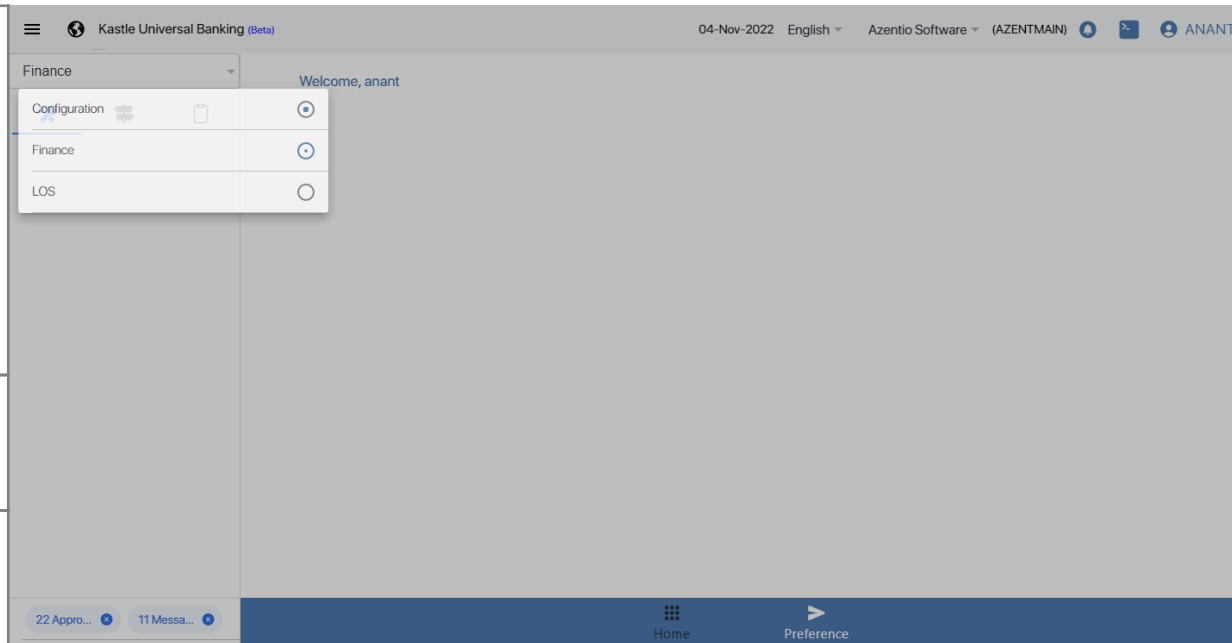 Kastle Universal Banking (Beta)
04-Nov-2022 English Azentio Software (AZENTMAIN) ANANT
Finance
Welcome, anant
Configuration
Finance
LOS
22 Appro... 11 Messa...
Home Preference